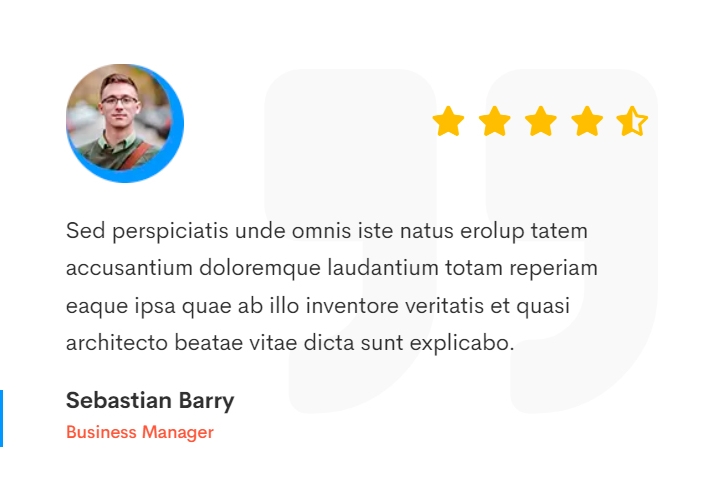 Sed perspiciatis unde omnis iste natus erolup tatem
accusantium doloremque laudantium totam reperiam
eaque ipsa quae ab illo inventore veritatis et quasi
architecto beatae vitae dicta sunt explicabo.
Sebastian Barry
Business Manager